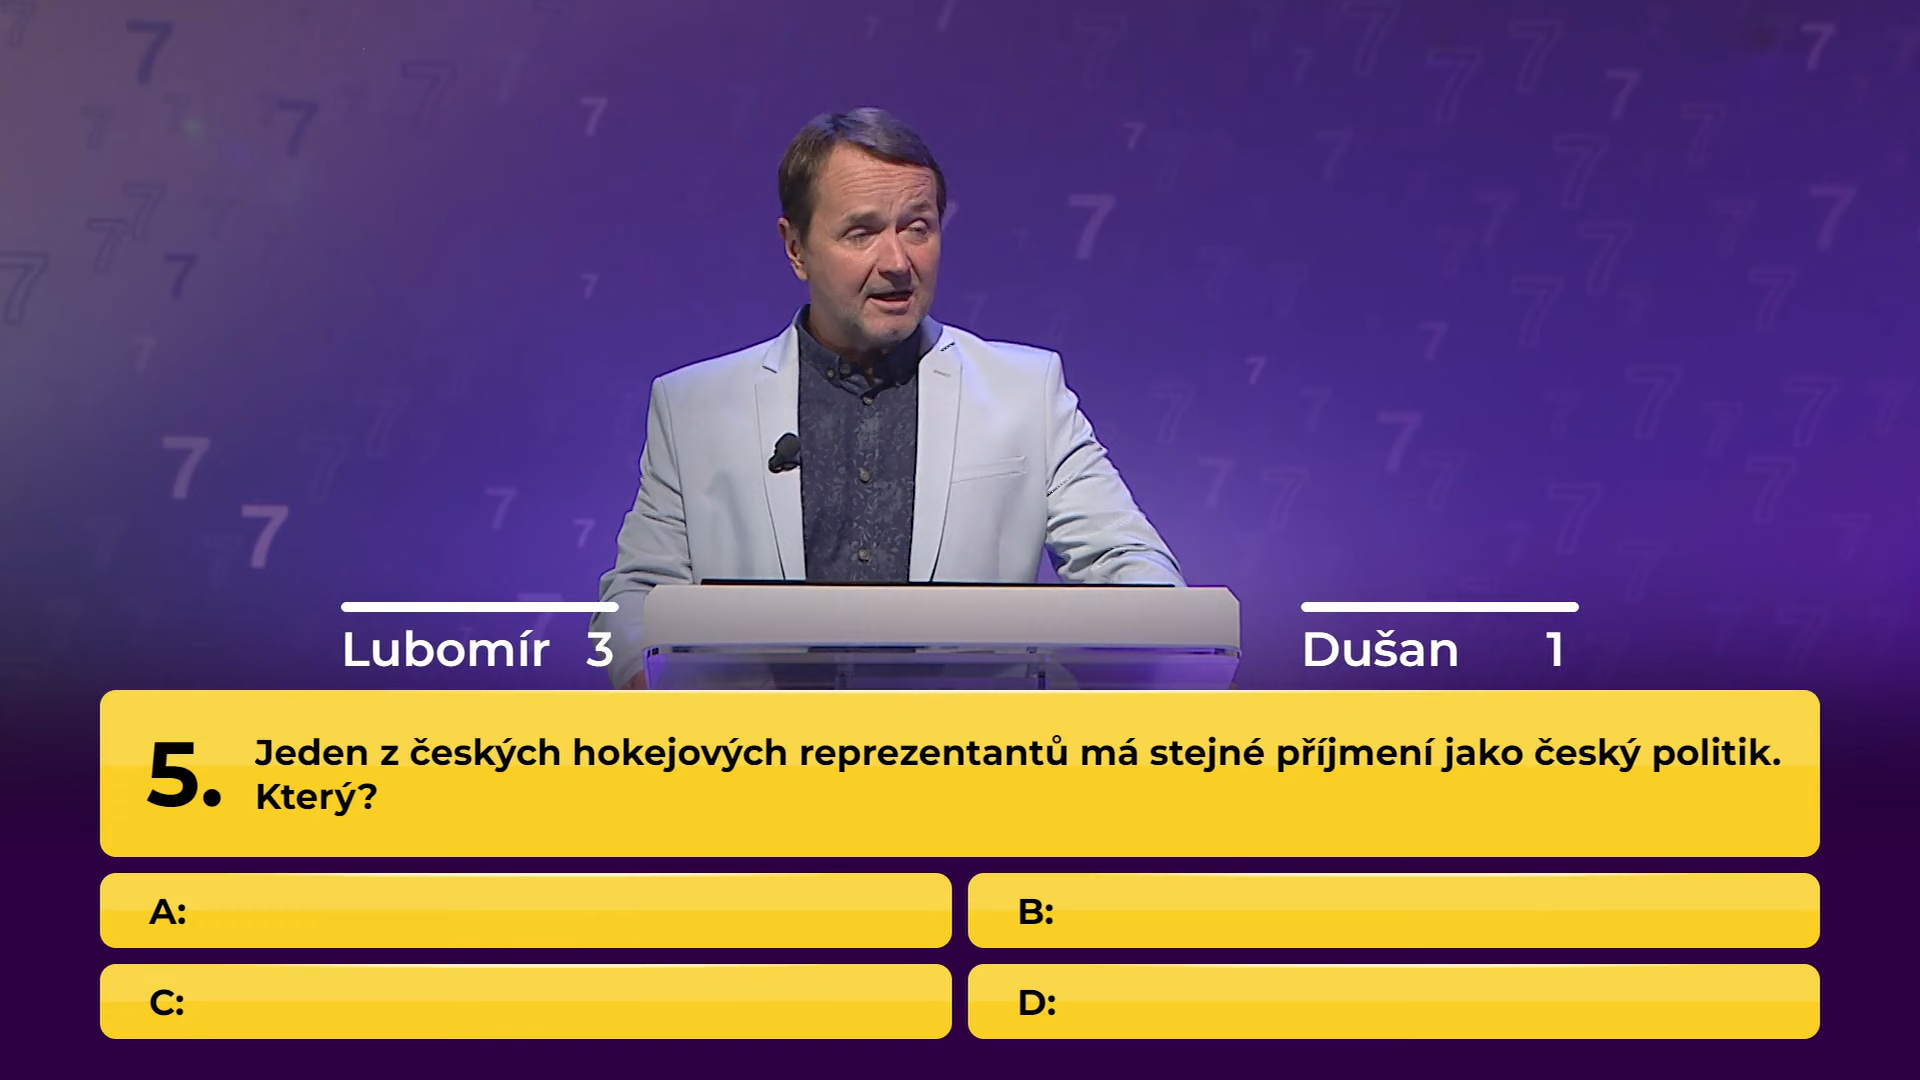 Lubomír 3
Dušan 1
5. Jeden z českých hokejových reprezentantů má stejné příjmení jako český politik.
Který?
A:
B:
C:
D: